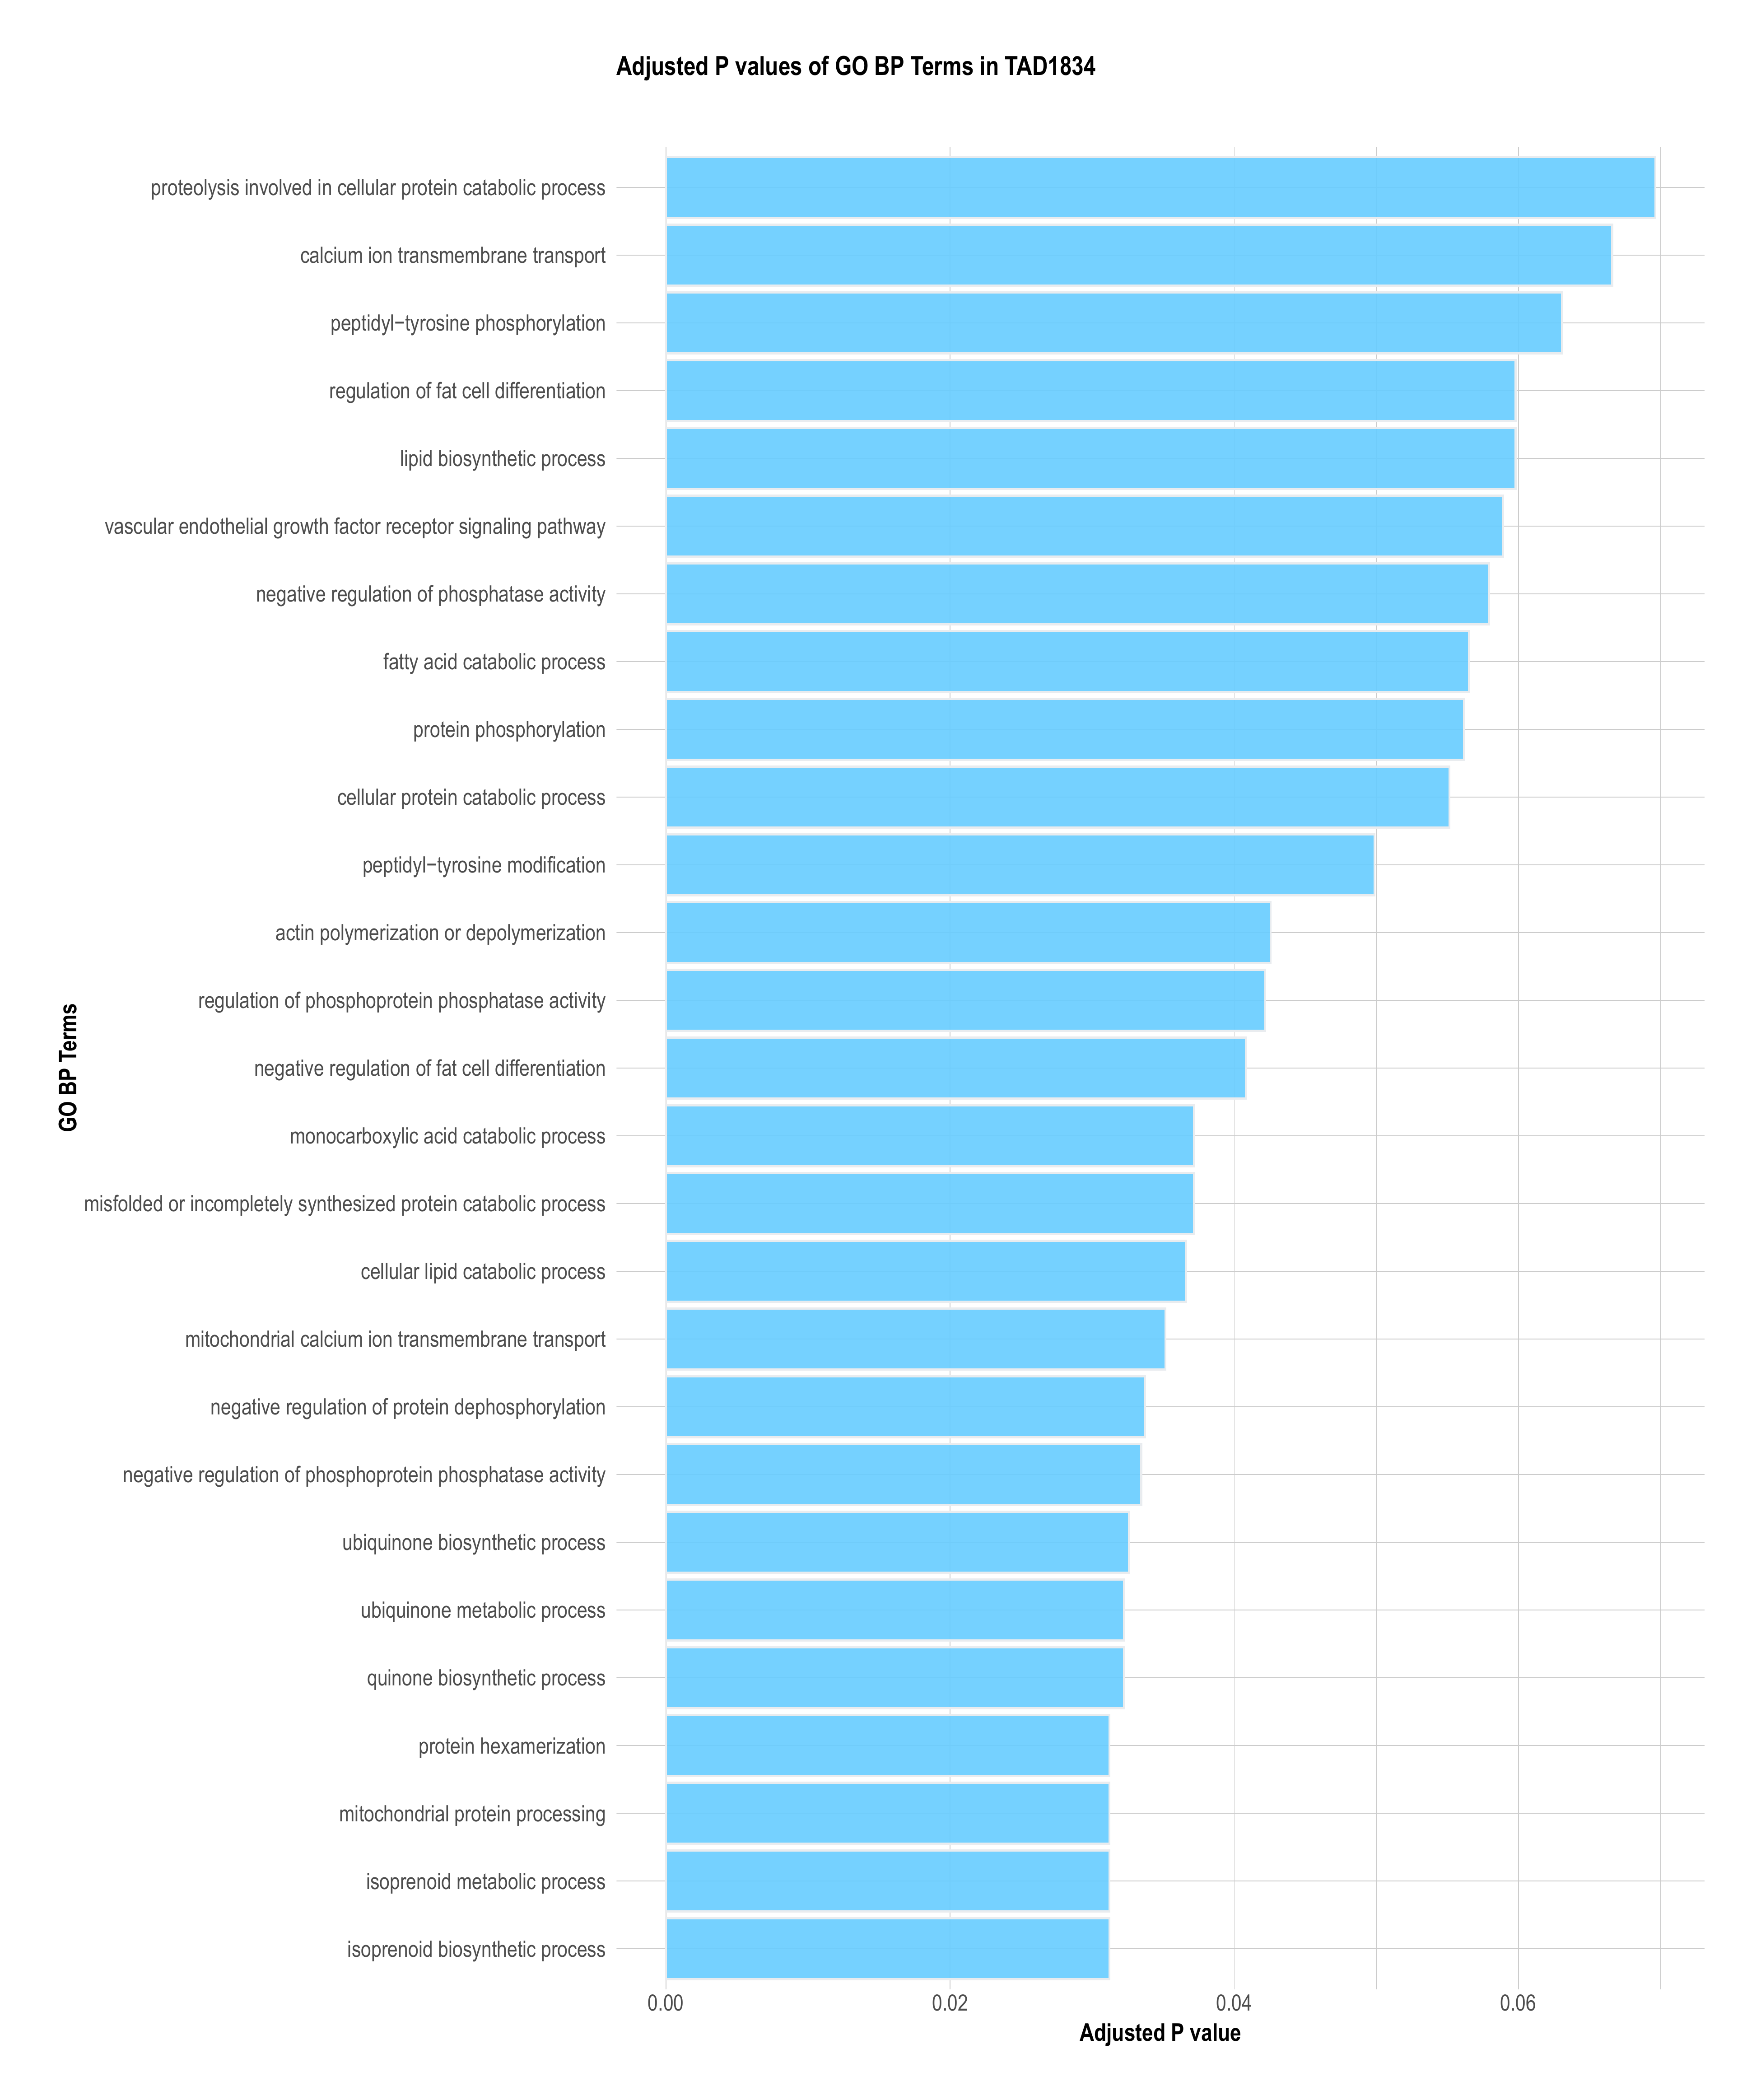 Adjusted P values of GO BP Terms in TAD1834
proteolysis involved in cellular protein catabolic process
calcium ion transmembrane transport
peptidyl−tyrosine phosphorylation
regulation of fat cell differentiation
lipid biosynthetic process
vascular endothelial growth factor receptor signaling pathway
negative regulation of phosphatase activity
fatty acid catabolic process
protein phosphorylation
cellular protein catabolic process
peptidyl−tyrosine modification
actin polymerization or depolymerization
regulation of phosphoprotein phosphatase activity
negative regulation of fat cell differentiation
monocarboxylic acid catabolic process
misfolded or incompletely synthesized protein catabolic process
cellular lipid catabolic process
mitochondrial calcium ion transmembrane transport
negative regulation of protein dephosphorylation
negative regulation of phosphoprotein phosphatase activity
ubiquinone biosynthetic process
ubiquinone metabolic process
quinone biosynthetic process
protein hexamerization
mitochondrial protein processing
isoprenoid metabolic process
isoprenoid biosynthetic process
GO BP Terms
0.00 0.02 0.04 0.06
Adjusted P value